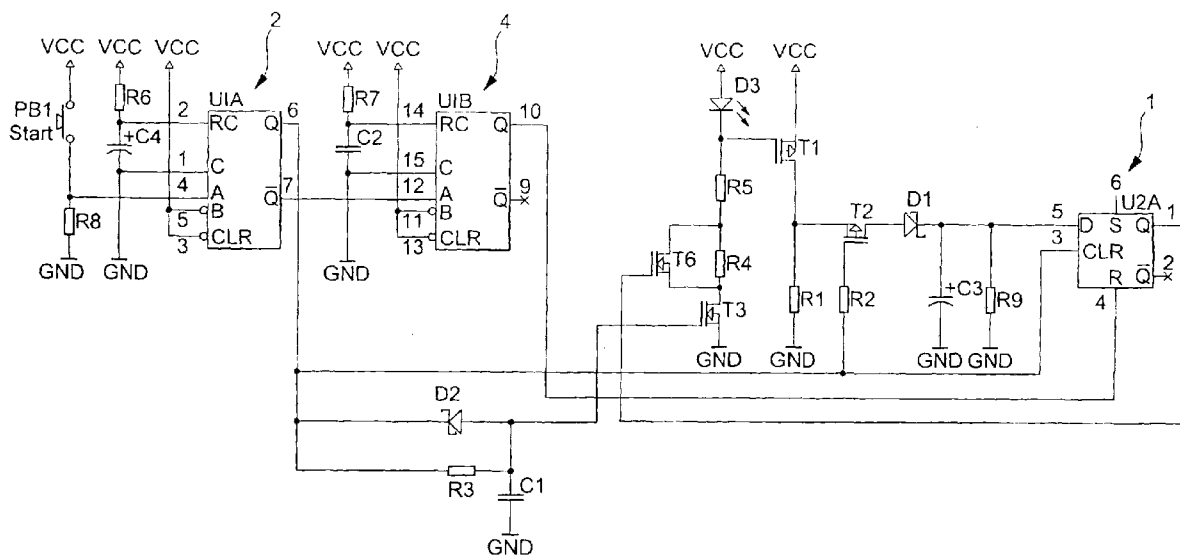 2
4
1
VCC VCC VCC
VCC VCC
VCC VCC
PB1
Start
R6
2
UIA
6
RC Q
+C4
1
C
4
A
7
Q
5
B
3
CLR
R8
GND GND
R7
14
UIB
10
RC Q
C2
15
C
12
A
9
Q
11
B
13
CLR
GND
D3
T1
R5
T2
D1
T6
R4
T3
R1
R2
+C3
R9
GND
GND
GND GND
6
U2A
5
D S Q
1
3
CLR
2
Q
R
4
D2
R3
C1
GND